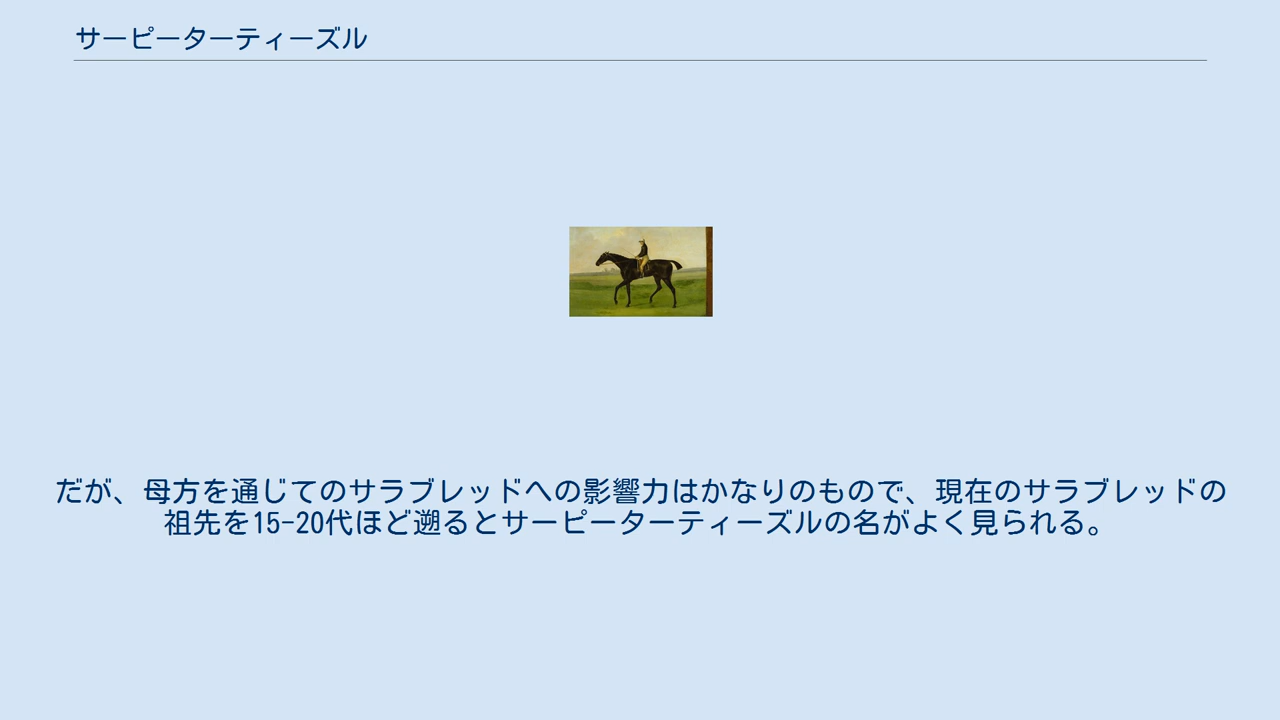 サーピーターティーズル
だが、母方を通じてのサラブレッドへの影響力はかなりのもので、現在のサラブレッドの
祖先を15-20代ほど遡るとサーピーターティーズルの名がよく見られる。